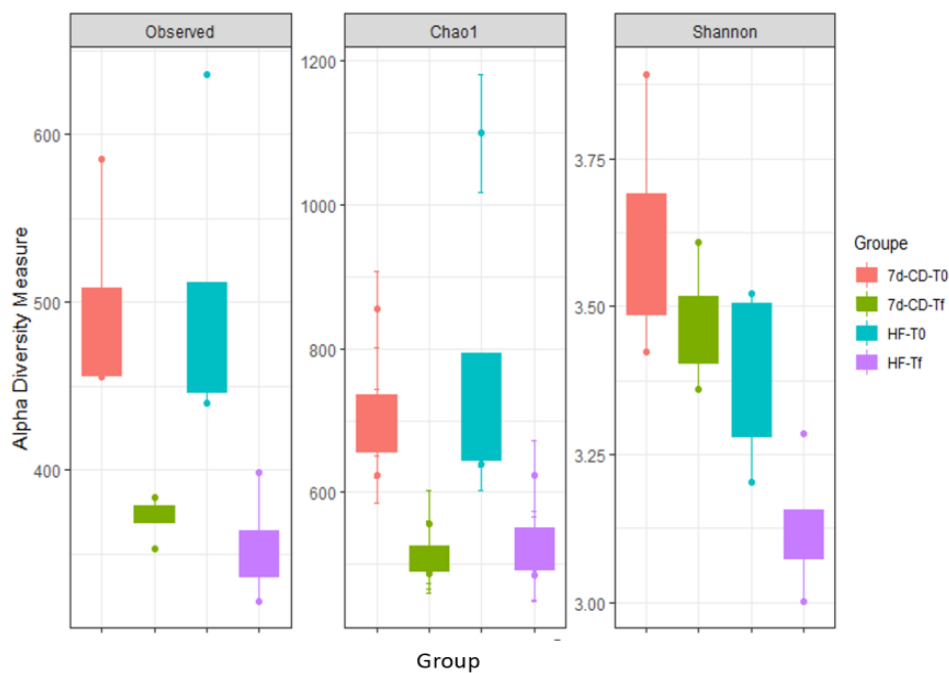 Observed
Chao1
Shannon
Alpha Diversity Measure
600
500
400
1200
1000
800
600
3.75
3.50
3.25
3.00
Groupe
7d-CD-T0
7d-CD-Tf
HF-T0
HF-Tf
Group